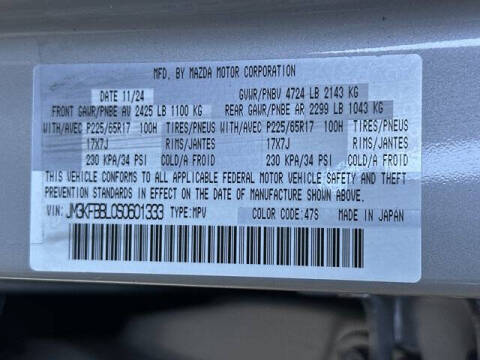 MFD. BY MAZDA MOTOR CORPORATION
DATE 11/24 GVWR/PNBV 4724 LB 2143 KG
FRONT GAWR/PNBE AV 2425 LB 1100 KG REAR GAWR/PNBE AR 2299 LB 1043 KG
WITH/AVEC P225/65R17 100H TIRES/PNEUS WITH/AVEC P225/65R17 100H TIRES/PNEUS
17X7J RIMS/JANTES 17X7J RIMS/JANTES
230 KPA/34 PSI COLD/A FROID 230 KPA/34 PSI COLD/A FROID
THIS VEHICLE CONFORMS TO ALL APPLICABLE FEDERAL MOTOR VEHICLE SAFETY AND THEFT
PREVENTION STANDARDS IN EFFECT ON THE DATE OF MANUFACTURE SHOWN ABOVE.
VIN: JM3KFBBL0S0601333 TYPE: MPV COLOR CODE: 47S MADE IN JAPAN